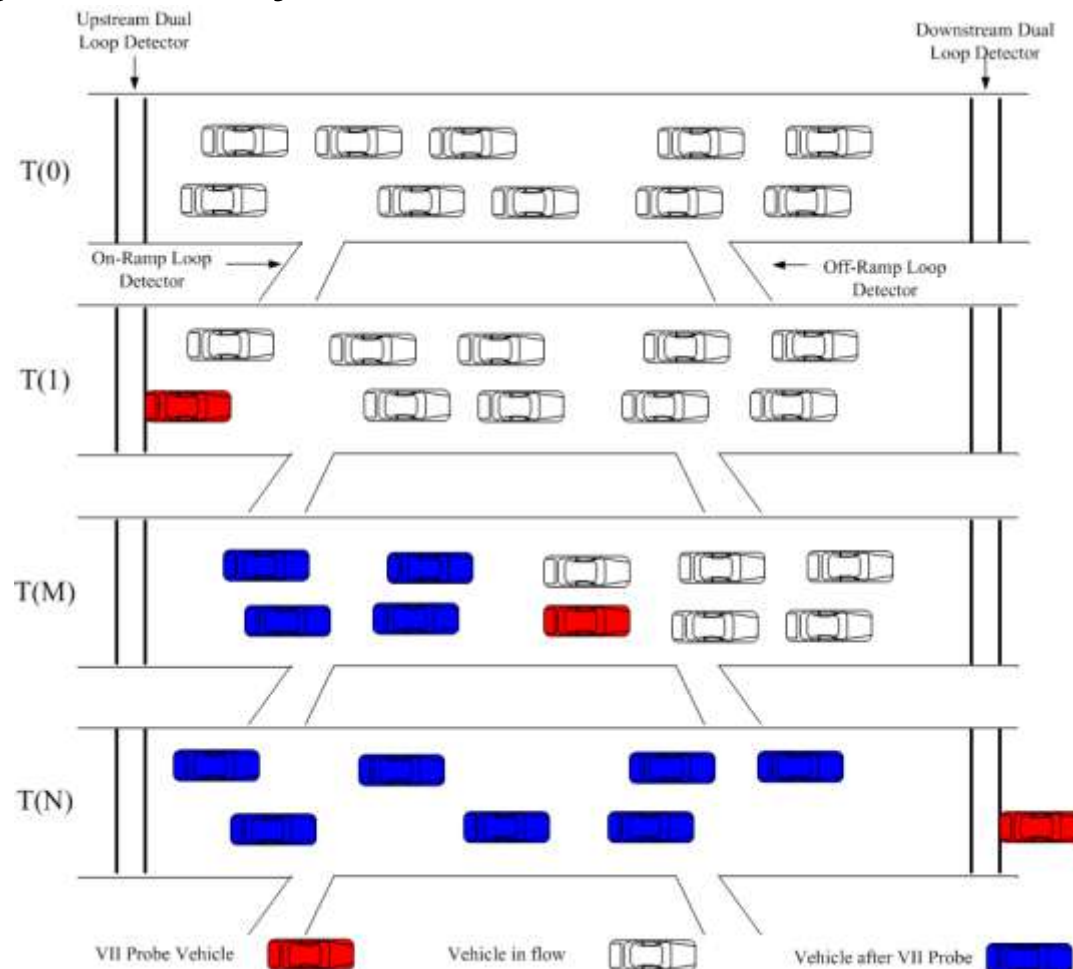 Upstream Dual
Loop Detector
Downstream Dual
Loop Detector
T(0)
On-Ramp Loop
Detector
Off-Ramp Loop
Detector
T(1)
T(M)
T(N)
VII Probe Vehicle
Vehicle in flow
Vehicle after VII Probe